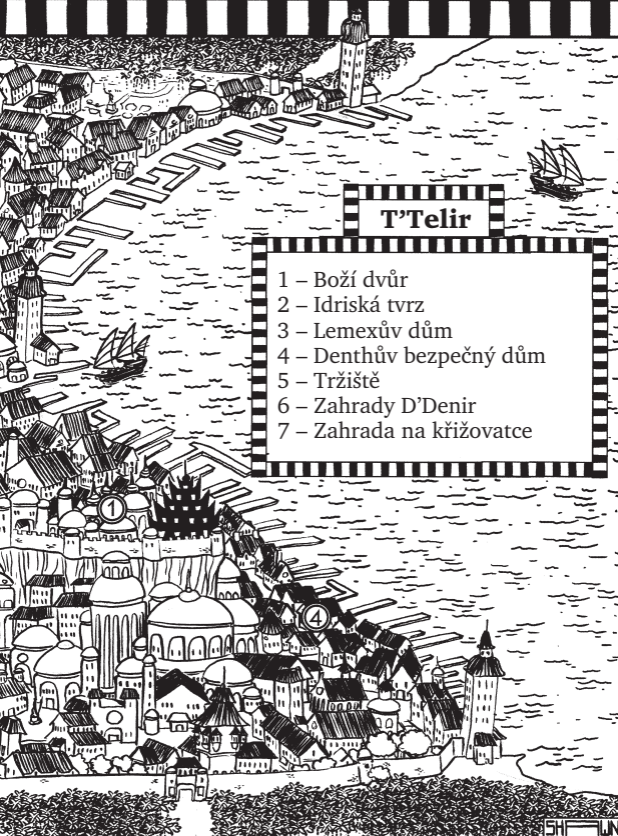 T'Telir
1 – Boží dvůr
2 – Idriská tvrz
3 – Lemexův dům
4 – Denthův bezpečný dům
5 – Tržiště
6 – Zahrady D'Denir
7 – Zahrada na křižovatce
1
4